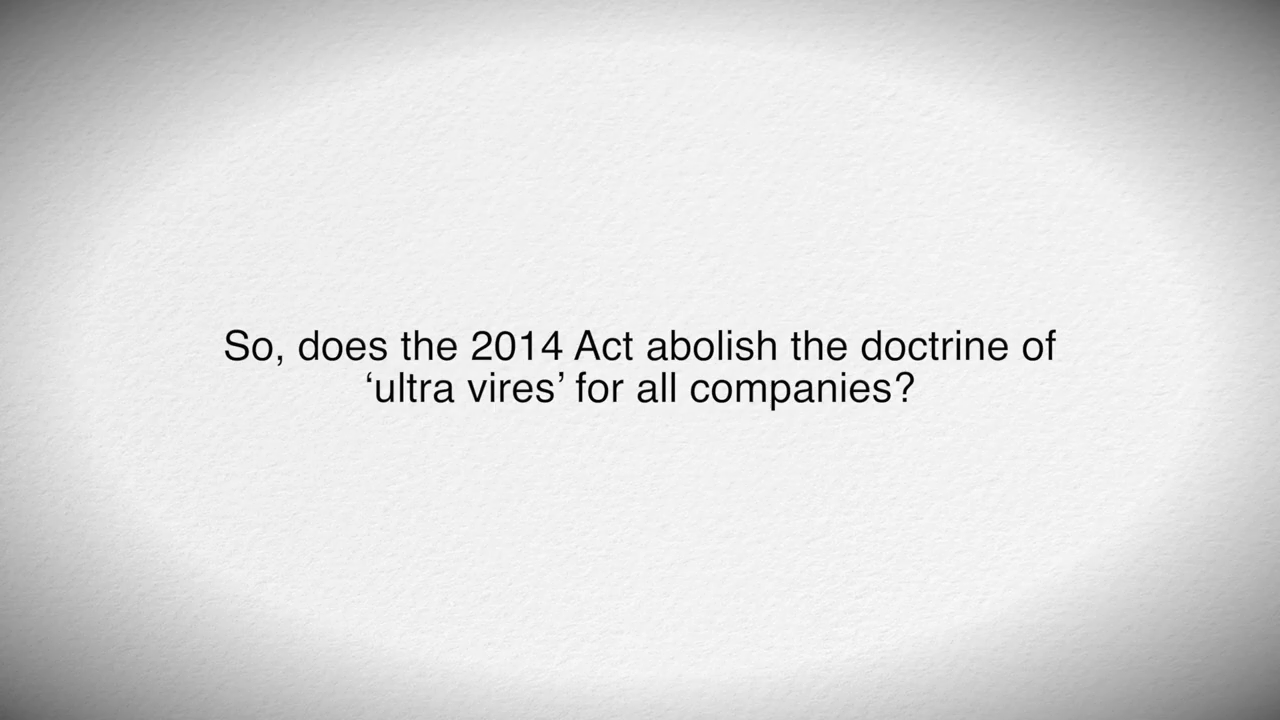 So, does the 2014 Act abolish the doctrine of
‘ultra vires’ for all companies?